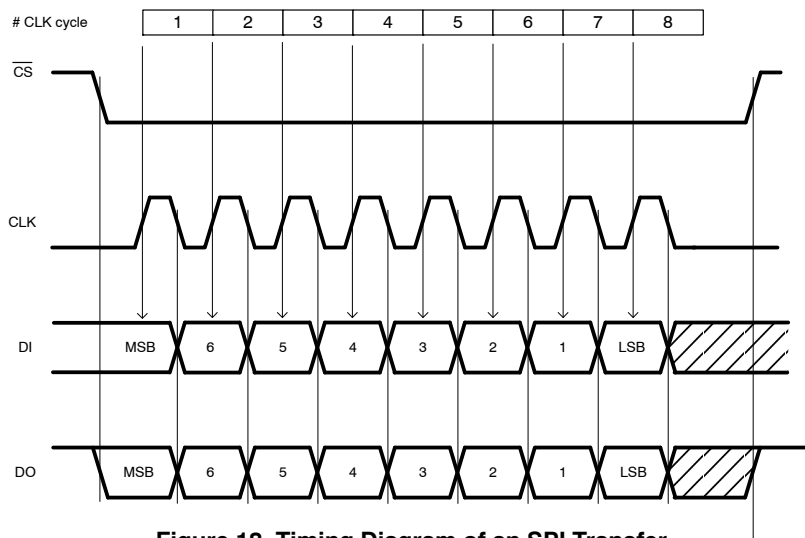 # CLK cycle 1 2 3 4 5 6 7 8
CS
CLK
DI MSB 6 5 4 3 2 1 LSB
DO MSB 6 5 4 3 2 1 LSB
Figure 18. Timing Diagram of an SPI Transfer